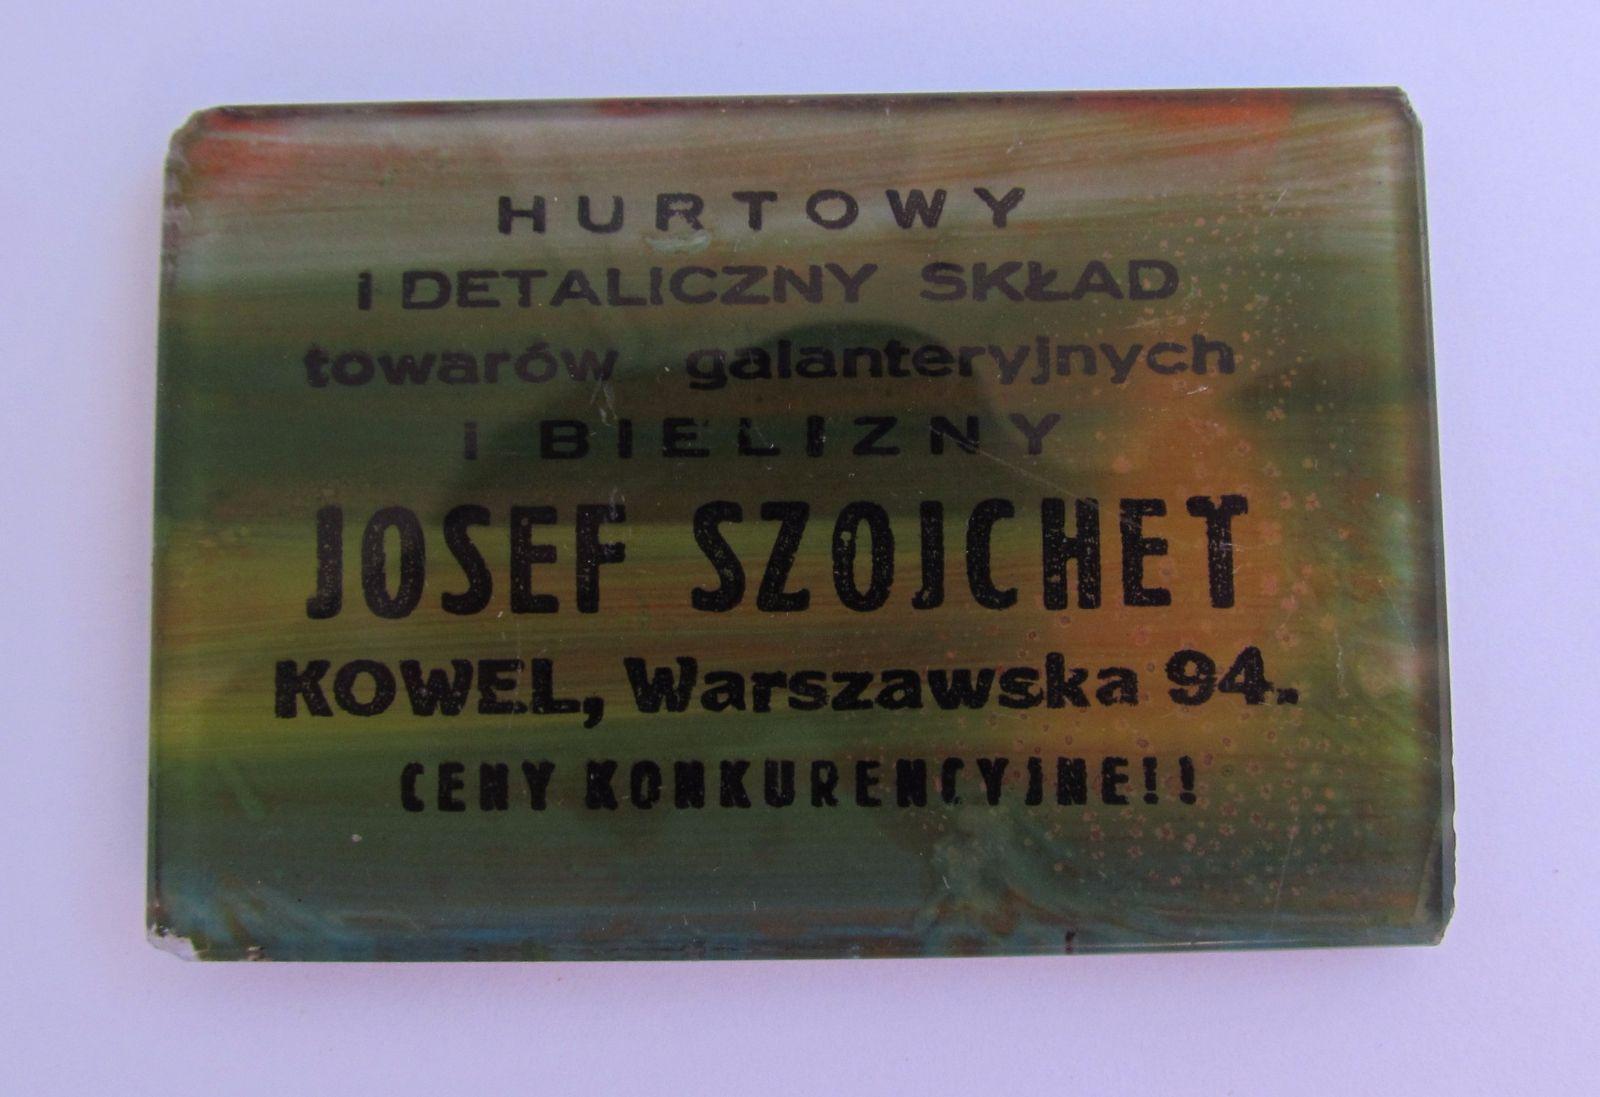 HURTOWY
i DETALICZNY SKŁAD
towarów galanteryjnych
i BIELIZNY
JOSEF SZOJCHET
KOWEL, Warszawska 94.
CENY KONKURENCYJNE!!